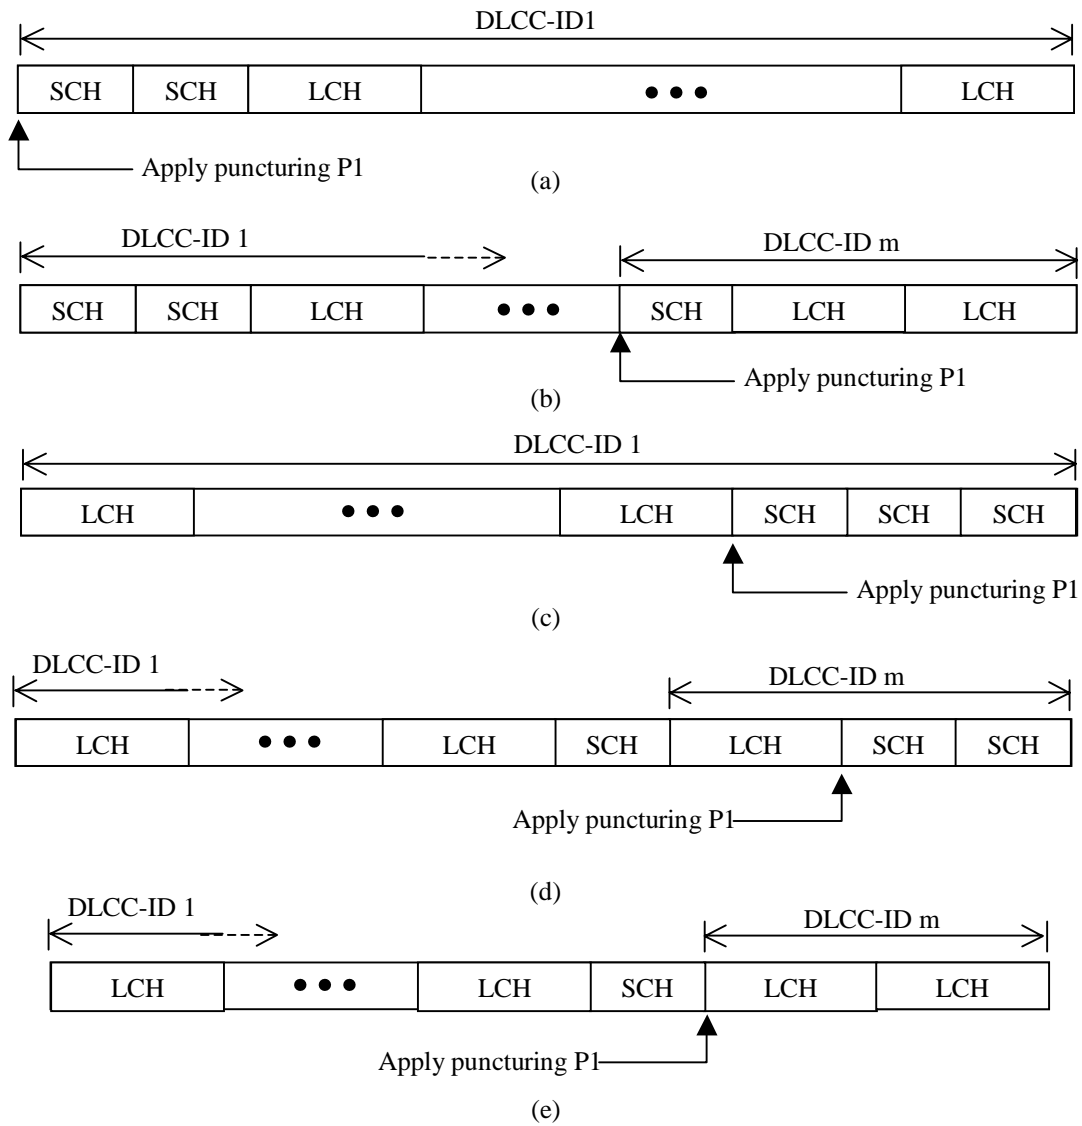 DLCC-ID1
SCH SCH LCH ● ● ● LCH
Apply puncturing P1
(a)
DLCC-ID 1 DLCC-ID m
SCH SCH LCH ● ● ● SCH LCH LCH
Apply puncturing P1
(b)
DLCC-ID 1
LCH ● ● ● LCH SCH SCH SCH
Apply puncturing P1
(c)
DLCC-ID 1 DLCC-ID m
LCH ● ● ● LCH SCH LCH SCH SCH
Apply puncturing P1
(d)
DLCC-ID 1 DLCC-ID m
LCH ● ● ● LCH SCH LCH LCH
Apply puncturing P1
(e)